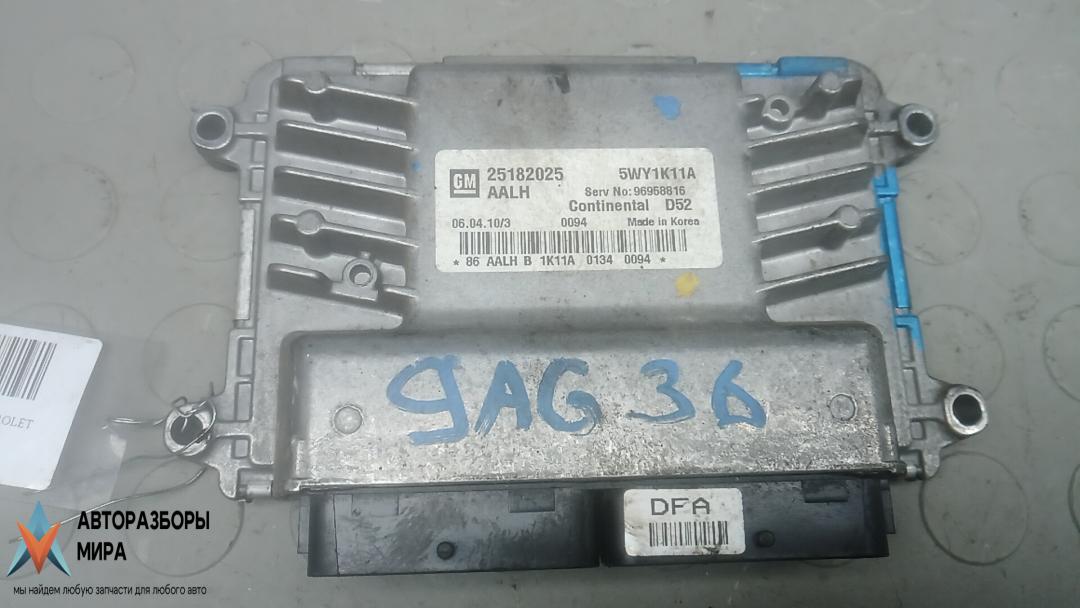 GM 25182025 5WY1K11A
AALH Serv No: 96958816
Continental D52
06.04.10/3 0094 Made in Korea
* 86 AALH B 1K11A 0134 0094 *
9AG 36
DFA
АВТОРАЗБОРЫ
МИРА
мы найдем любую запчасти для любого авто